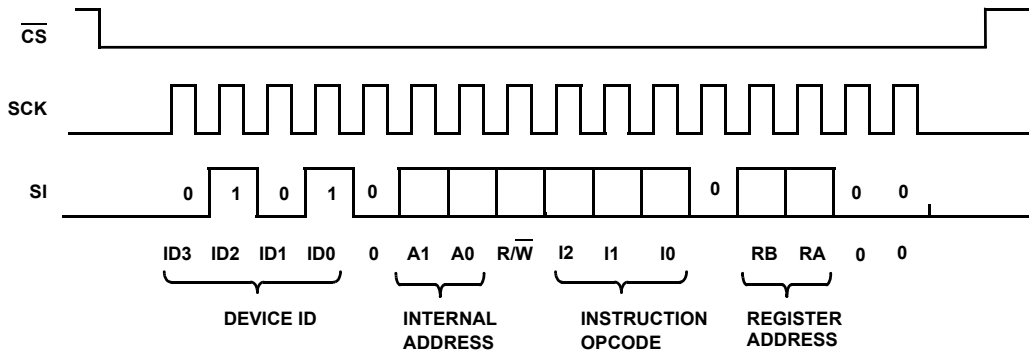 CS
SCK
SI
0 1 0 1 0 0 0 0
ID3 ID2 ID1 ID0 0 A1 A0 R/W I2 I1 I0 RB RA 0 0
DEVICE ID
INTERNAL ADDRESS
INSTRUCTION OPCODE
REGISTER ADDRESS